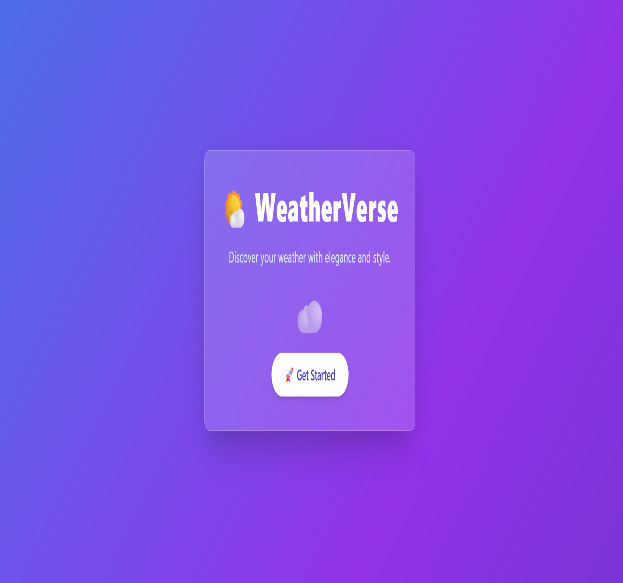 WeatherVerse
Discover your weather with elegance and style.
Get Started